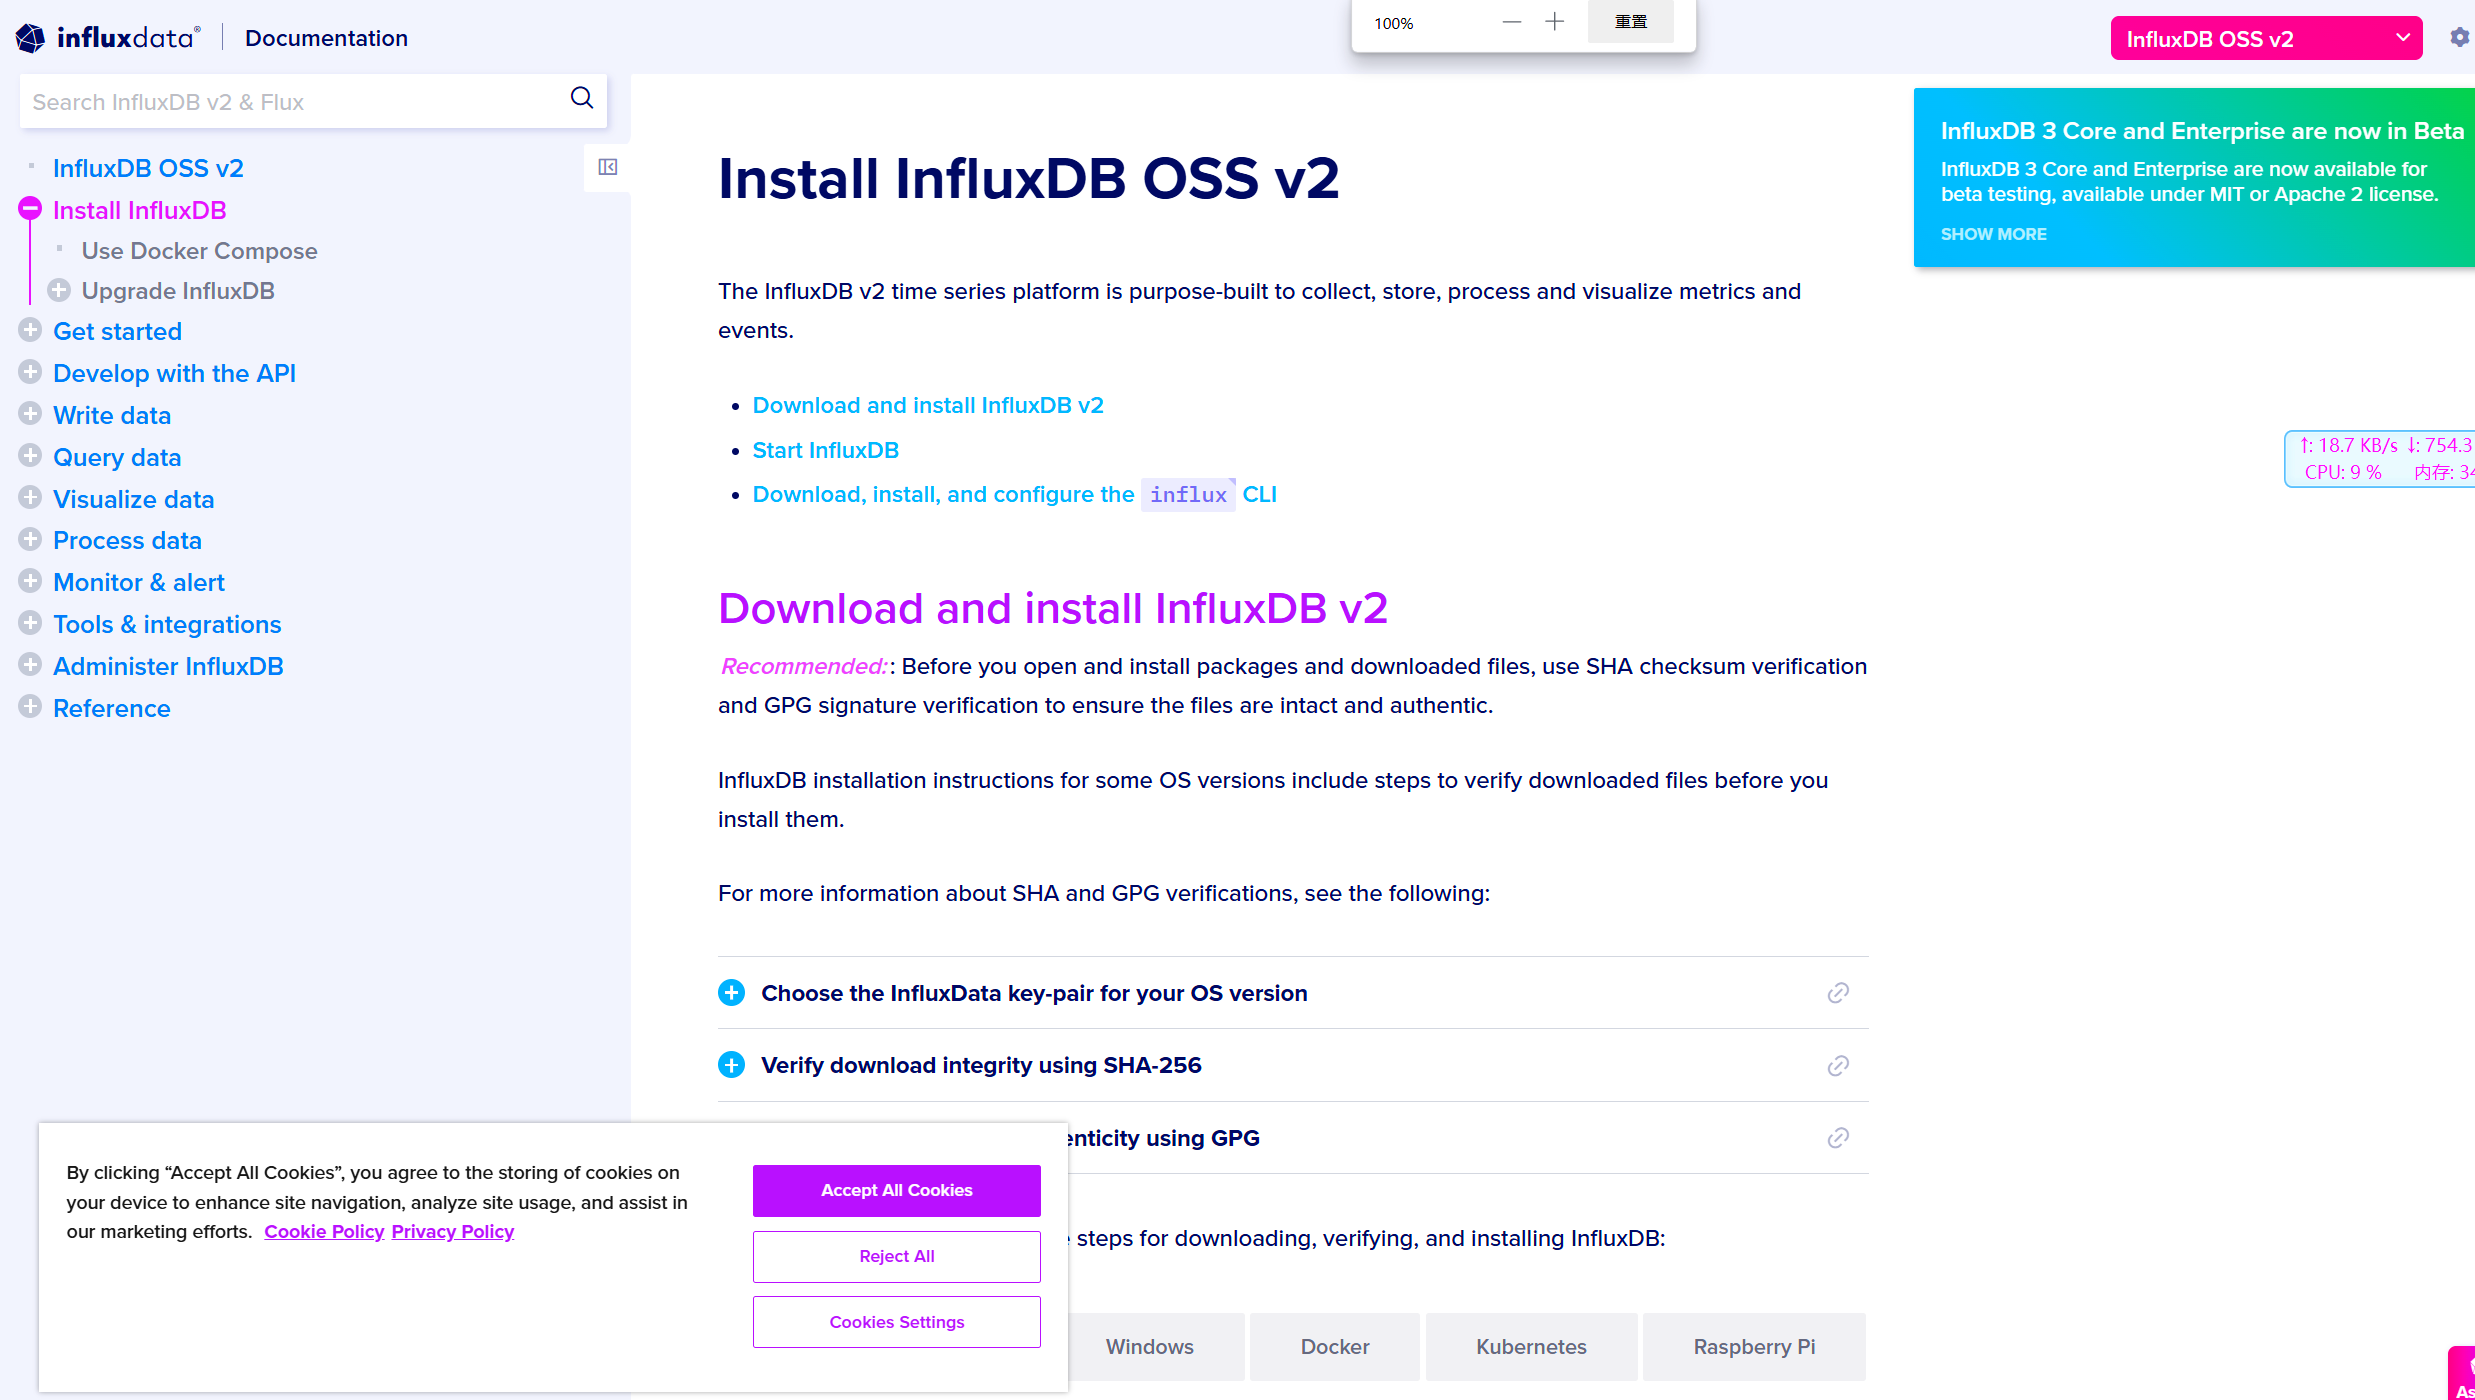 influxdata®
Documentation
100%
重置
InfluxDB OSS v2
Search InfluxDB v2 & Flux
InfluxDB OSS v2
Install InfluxDB
Use Docker Compose
Upgrade InfluxDB
Get started
Develop with the API
Write data
Query data
Visualize data
Process data
Monitor & alert
Tools & integrations
Administer InfluxDB
Reference
Install InfluxDB OSS v2
The InfluxDB v2 time series platform is purpose-built to collect, store, process and visualize metrics and
events.
• Download and install InfluxDB v2
• Start InfluxDB
• Download, install, and configure the influx CLI
Download and install InfluxDB v2
Recommended:: Before you open and install packages and downloaded files, use SHA checksum verification
and GPG signature verification to ensure the files are intact and authentic.
InfluxDB installation instructions for some OS versions include steps to verify downloaded files before you
install them.
For more information about SHA and GPG verifications, see the following:
Choose the InfluxData key-pair for your OS version
Verify download integrity using SHA-256
enticity using GPG
steps for downloading, verifying, and installing InfluxDB:
Windows
Docker
Kubernetes
Raspberry Pi
InfluxDB 3 Core and Enterprise are now in Beta
InfluxDB 3 Core and Enterprise are now available for
beta testing, available under MIT or Apache 2 license.
SHOW MORE
↑: 18.7 KB/s ↓: 754.3
CPU: 9 % 内存: 34
By clicking “Accept All Cookies”, you agree to the storing of cookies on
your device to enhance site navigation, analyze site usage, and assist in
our marketing efforts. Cookie Policy Privacy Policy
Accept All Cookies
Reject All
Cookies Settings